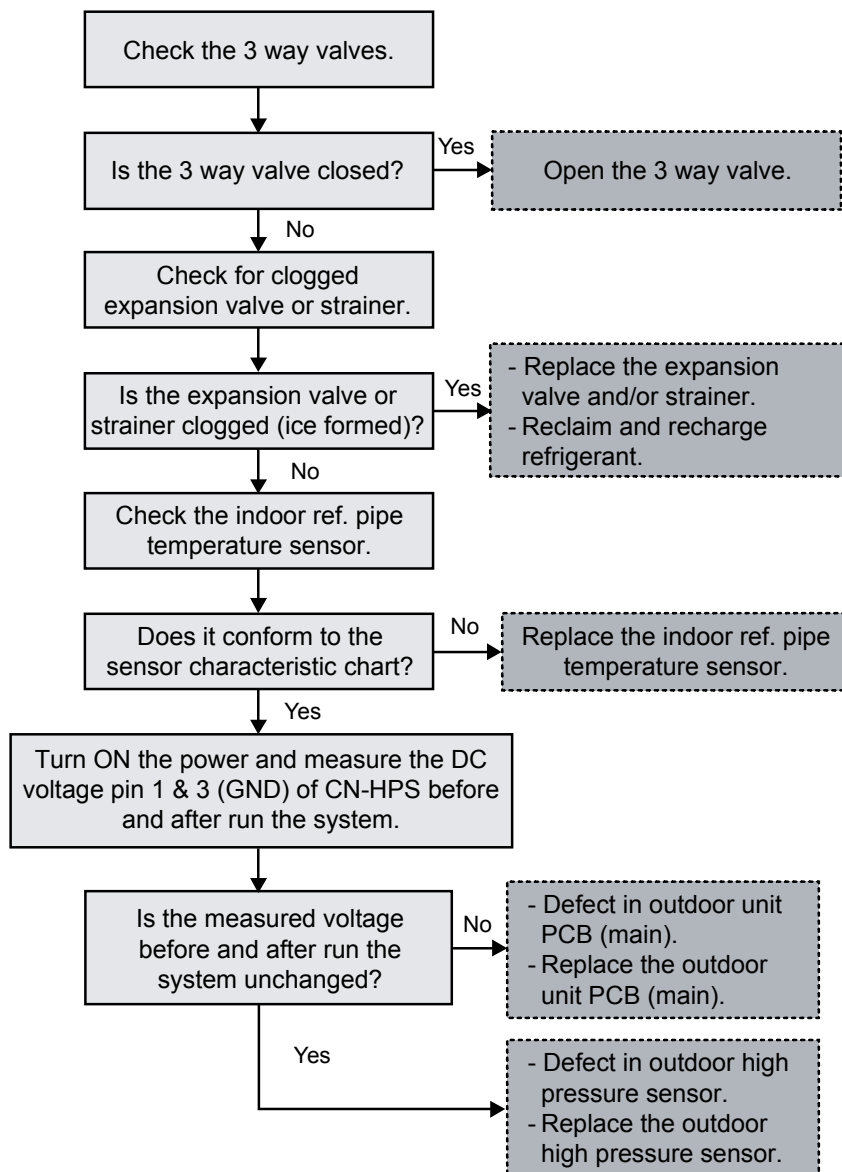 Check the 3 way valves.
Is the 3 way valve closed?
Yes
Open the 3 way valve.
No
Check for clogged
expansion valve or strainer.
Is the expansion valve or
strainer clogged (ice formed)?
Yes
- Replace the expansion
valve and/or strainer.
- Reclaim and recharge
refrigerant.
No
Check the indoor ref. pipe
temperature sensor.
Does it conform to the
sensor characteristic chart?
No
Replace the indoor ref. pipe
temperature sensor.
Yes
Turn ON the power and measure the DC
voltage pin 1 & 3 (GND) of CN-HPS before
and after run the system.
Is the measured voltage
before and after run the
system unchanged?
No
- Defect in outdoor unit
PCB (main).
- Replace the outdoor
unit PCB (main).
Yes
- Defect in outdoor high
pressure sensor.
- Replace the outdoor
high pressure sensor.